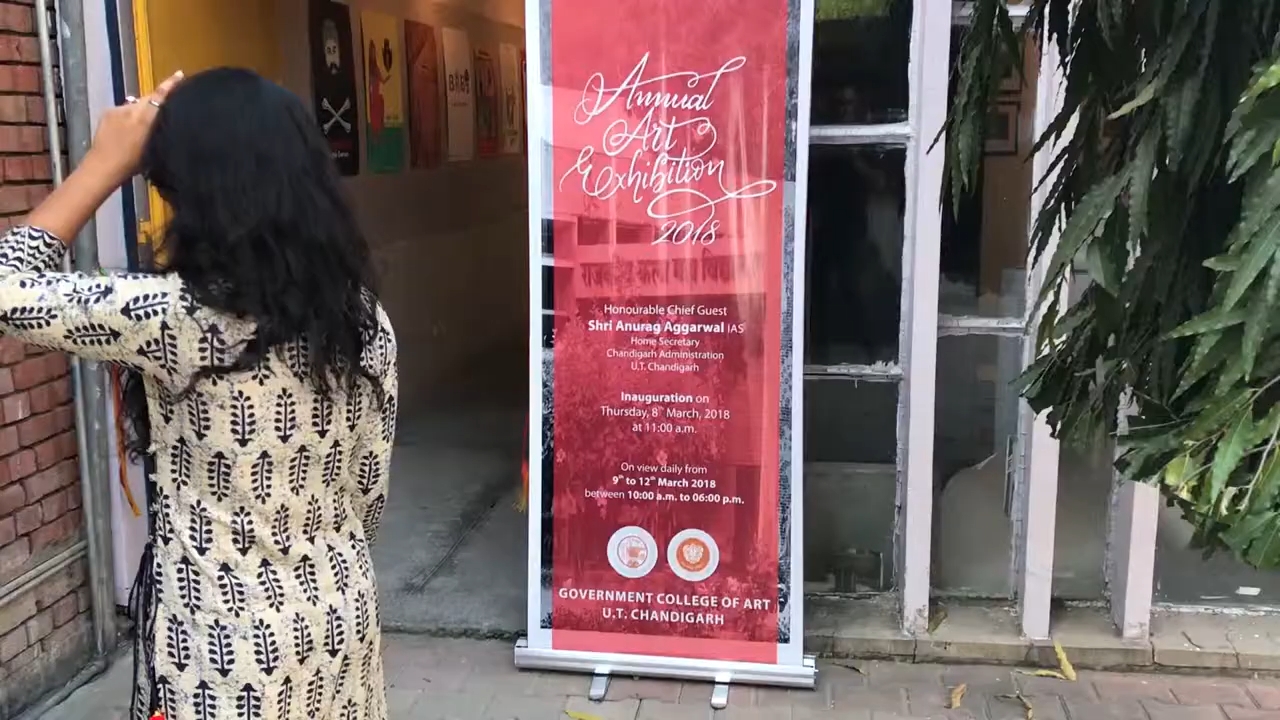 Annual
Art
Exhibition
2018
Honourable Chief Guest
Shri Anurag Aggarwal IAS
Home Secretary
Chandigarh Administration
U.T. Chandigarh
Inauguration on
Thursday, 8th March, 2018
at 11:00 a.m.
On view daily from
9th to 12th March 2018
between 10:00 a.m. to 06:00 p.m.
GOVERNMENT COLLEGE OF ART
U.T. CHANDIGARH